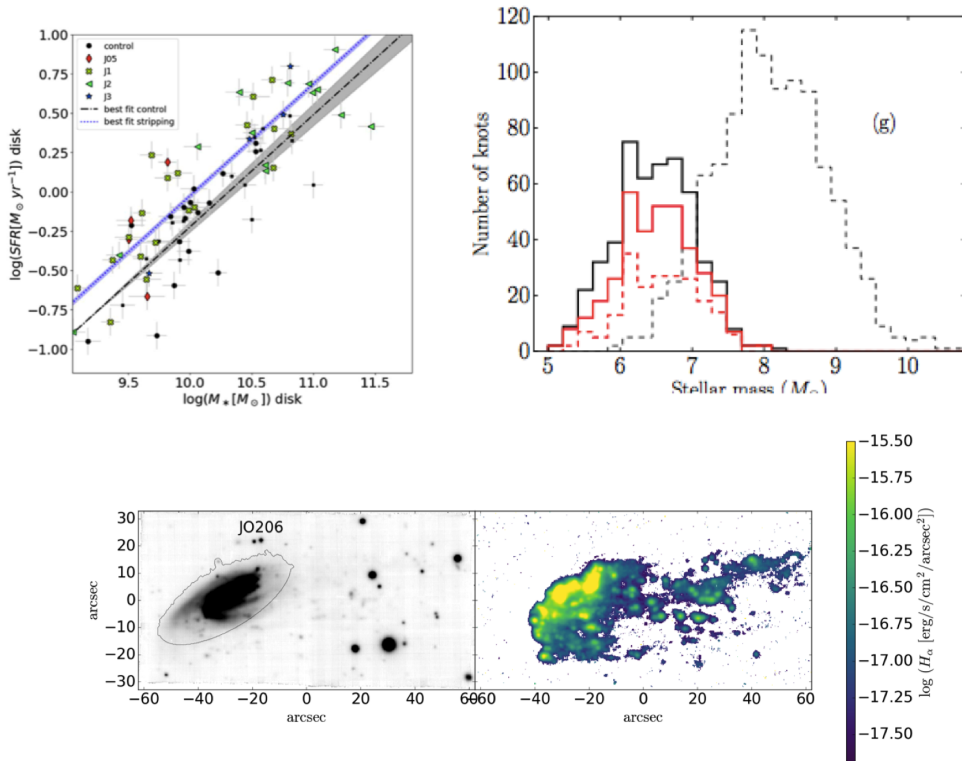 control
J05
J1
J2
J3
best fit control
best fit stripping
1.00
0.75
0.50
0.25
0.00
−0.25
−0.50
−0.75
−1.00
log(SFR[M⊙ yr⁻¹]) disk
9.5 10.0 10.5 11.0 11.5
log(M⁎[M⊙]) disk
120
100
80
60
40
20
0
Number of knots
(g)
5 6 7 8 9 10
Stellar mass (M⊙)
JO206
30
20
10
0
−10
−20
−30
arcsec
−60 −40 −20 0 20 40
arcsec
−60 −40 −20 0 20 40 60
arcsec
−15.50
−16.00
−16.25
−16.50
−17.00
−17.25
−17.50
log (Hα [erg/s/cm²/arcsec²])